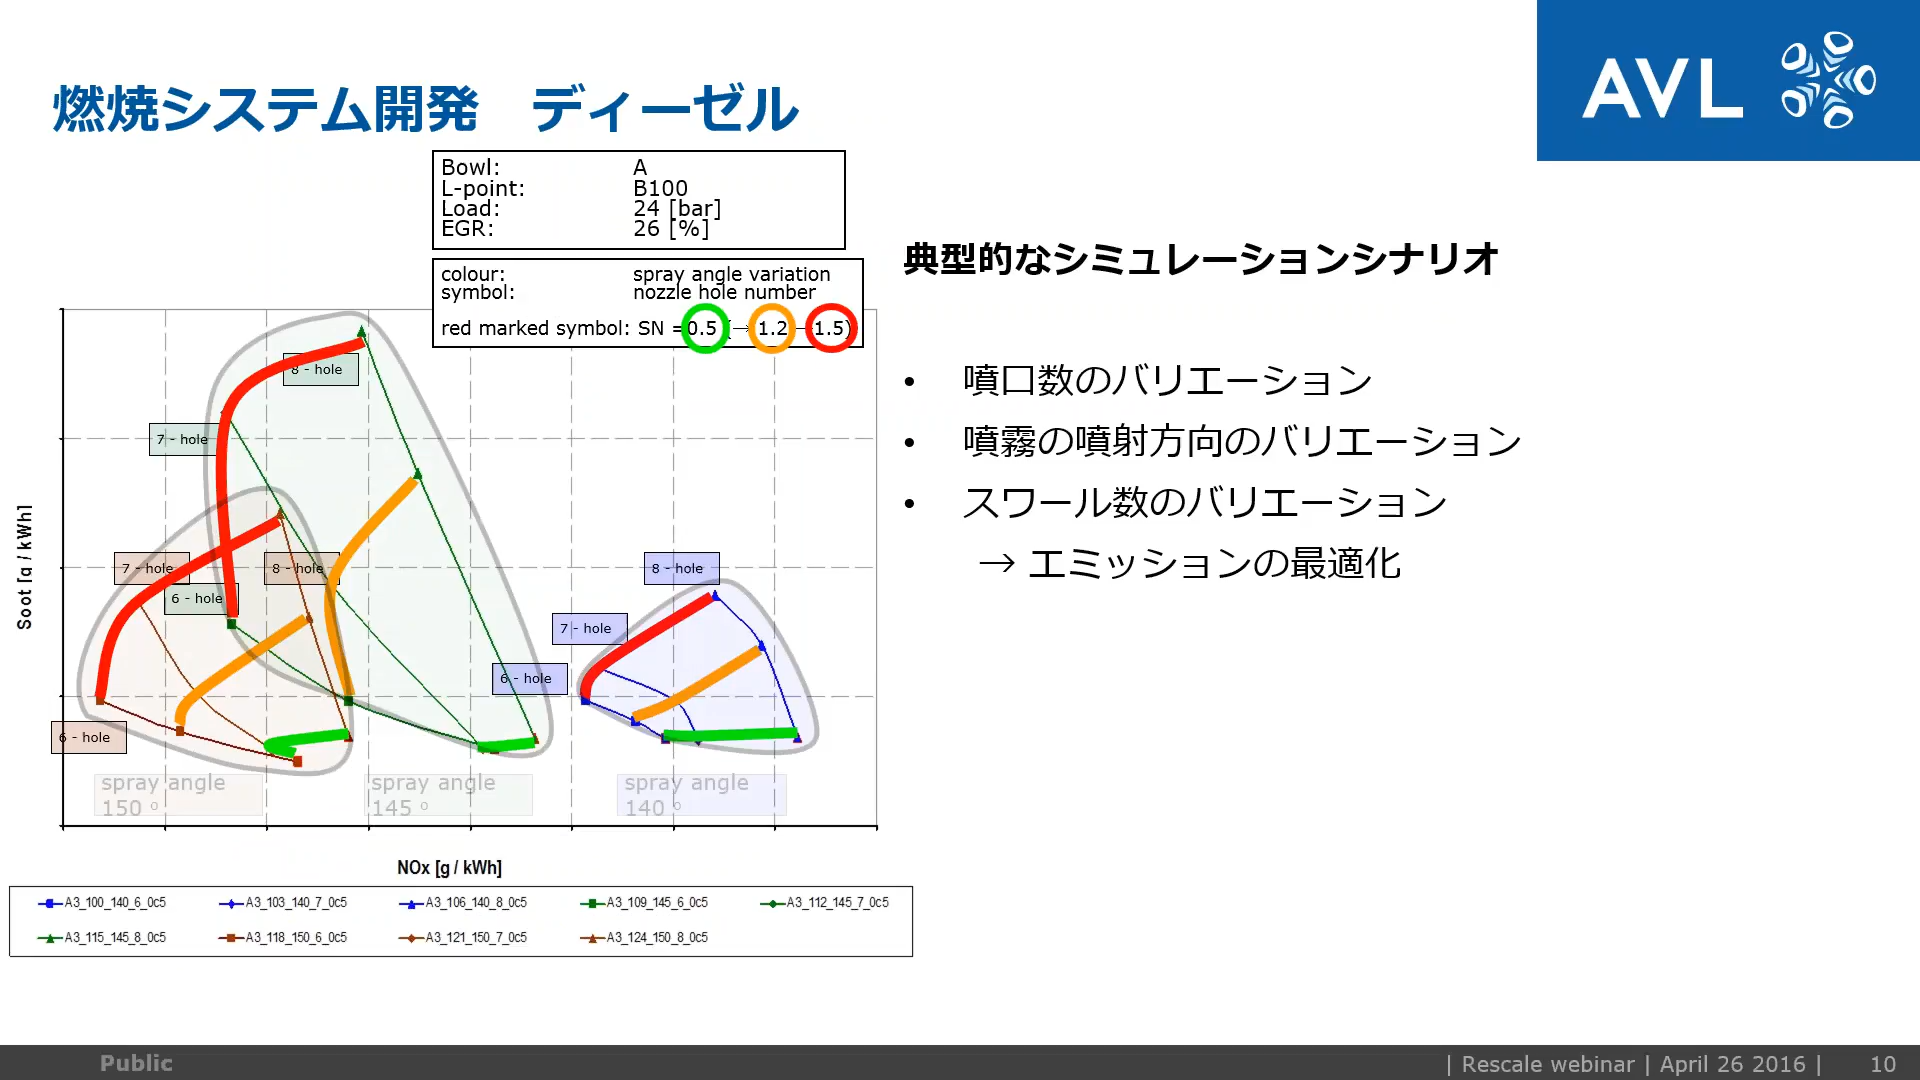 燃焼システム開発　ディーゼル
AVL
Bowl: A
L-point: B100
Load: 24 [bar]
EGR: 26 [%]
colour: spray angle variation
symbol: nozzle hole number
red marked symbol: SN =0.5 (→1.2→1.5)
典型的なシミュレーションシナリオ
• 噴口数のバリエーション
• 噴霧の噴射方向のバリエーション
• スワール数のバリエーション
→ エミッションの最適化
8 - hole
7 - hole
7 - hole
8 - hole
6 - hole
6 - hole
8 - hole
7 - hole
6 - hole
spray angle
150 °
spray angle
145 °
spray angle
140 °
Soot [g / kWh]
NOx [g / kWh]
A3_100_140_6_0c5 A3_103_140_7_0c5 A3_106_140_8_0c5 A3_109_145_6_0c5 A3_112_145_7_0c5
A3_115_145_8_0c5 A3_118_150_6_0c5 A3_121_150_7_0c5 A3_124_150_8_0c5
Public
| Rescale webinar | April 26 2016 | 10